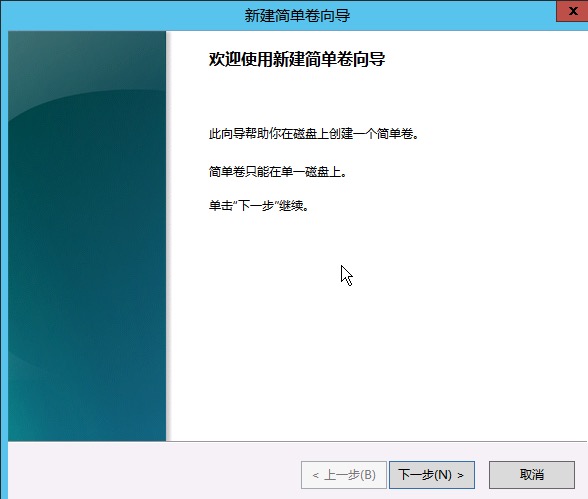 新建简单卷向导
x
欢迎使用新建简单卷向导
此向导帮助你在磁盘上创建一个简单卷。
简单卷只能在单一磁盘上。
单击"下一步"继续。
< 上一步(B) 下一步(N) > 取消